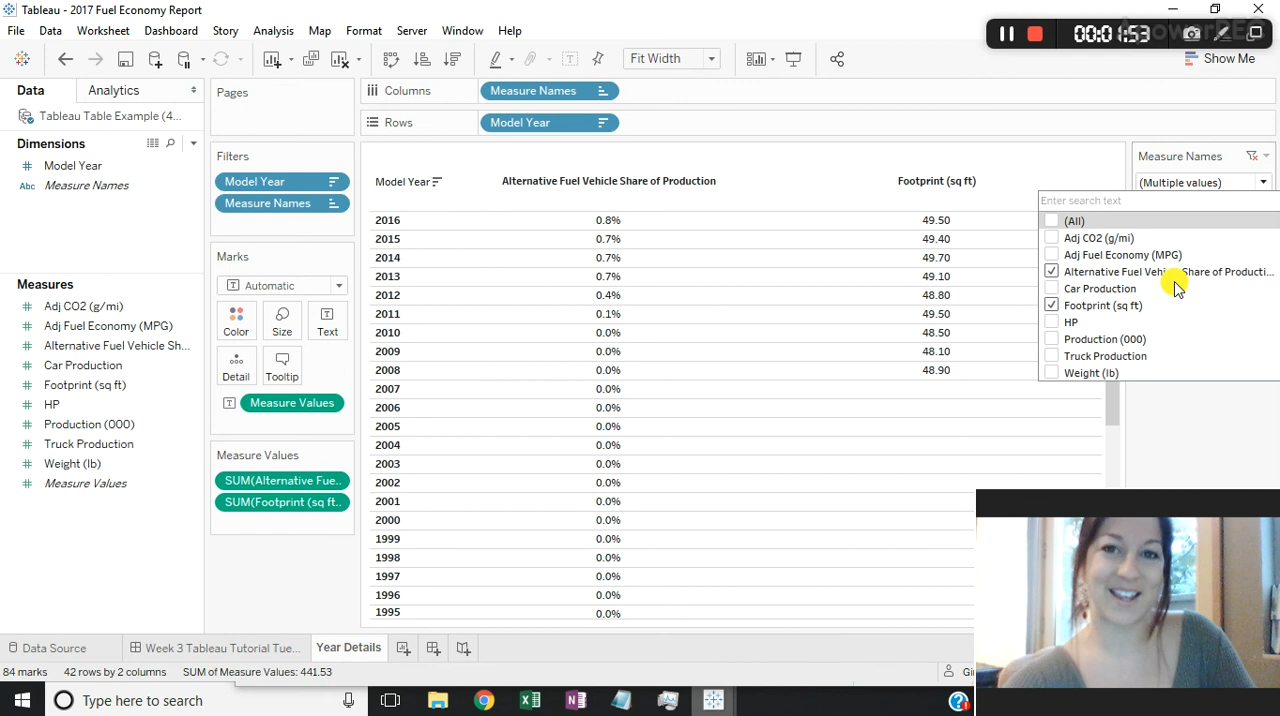 Tableau - 2017 Fuel Economy Report
File Data Worksheet Dashboard Story Analysis Map Format Server Window Help
00:01:53
Fit Width
Show Me
Data Analytics
Tableau Table Example (4...
Dimensions
Model Year
Abc Measure Names
Measures
Adj CO2 (g/mi)
Adj Fuel Economy (MPG)
Alternative Fuel Vehicle Sh...
Car Production
Footprint (sq ft)
HP
Production (000)
Truck Production
Weight (lb)
Measure Values
Pages
Filters
Model Year
Measure Names
Marks
Automatic
Color Size Text
Detail Tooltip
Measure Values
Measure Values
SUM(Alternative Fue..
SUM(Footprint (sq ft..
Columns Measure Names
Rows Model Year
Model Year Alternative Fuel Vehicle Share of Production Footprint (sq ft)
2016 0.8% 49.50
2015 0.7% 49.40
2014 0.7% 49.70
2013 0.7% 49.10
2012 0.4% 48.80
2011 0.1% 49.50
2010 0.0% 48.50
2009 0.0% 48.10
2008 0.0% 48.90
2007 0.0%
2006 0.0%
2005 0.0%
2004 0.0%
2003 0.0%
2002 0.0%
2001 0.0%
2000 0.0%
1999 0.0%
1998 0.0%
1997 0.0%
1996 0.0%
1995 0.0%
Measure Names
(Multiple values)
Enter search text
(All)
Adj CO2 (g/mi)
Adj Fuel Economy (MPG)
Alternative Fuel Vehicle Share of Producti...
Car Production
Footprint (sq ft)
HP
Production (000)
Truck Production
Weight (lb)
Data Source Week 3 Tableau Tutorial Tue... Year Details
84 marks 42 rows by 2 columns SUM of Measure Values: 441.53
Type here to search